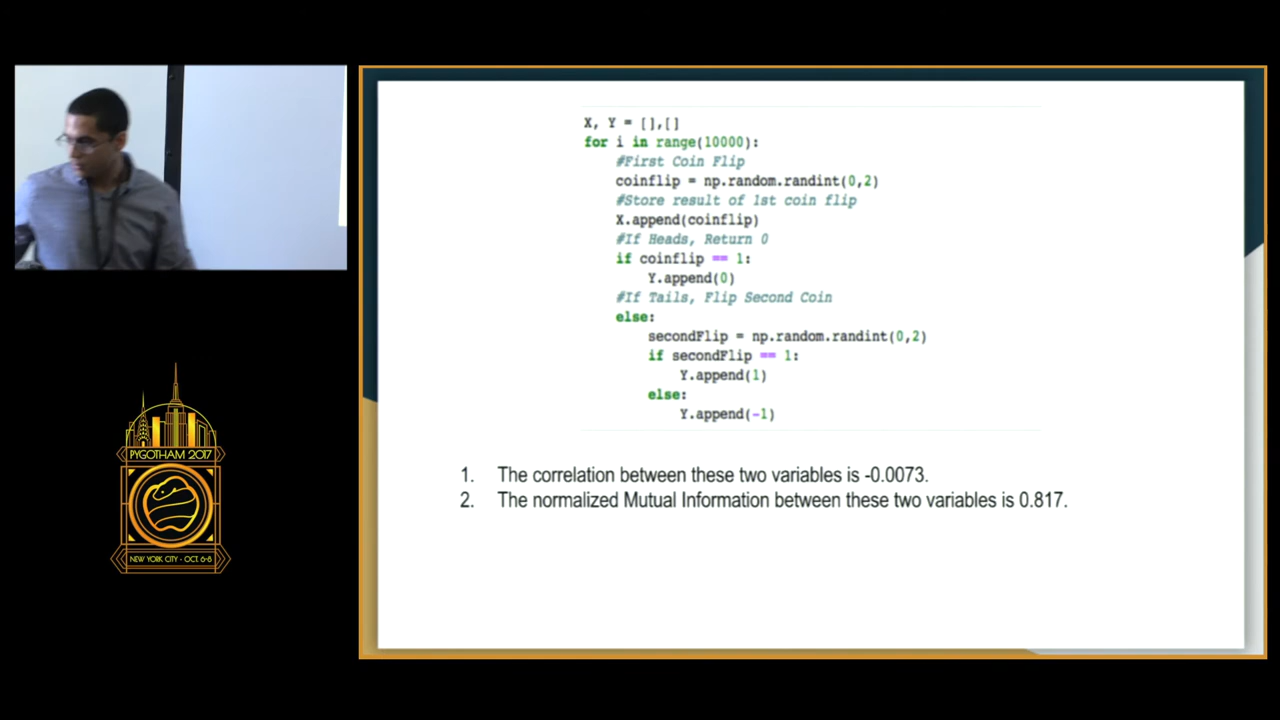 X, Y = [],[]
for i in range(10000):
#First Coin Flip
coinflip = np.random.randint(0,2)
#Store result of 1st coin flip
X.append(coinflip)
#If Heads, Return 0
if coinflip == 1:
Y.append(0)
#If Tails, Flip Second Coin
else:
secondFlip = np.random.randint(0,2)
if secondFlip == 1:
Y.append(1)
else:
Y.append(-1)
1. The correlation between these two variables is -0.0073.
2. The normalized Mutual Information between these two variables is 0.817.
PYGOTHAM 2017
NEW YORK CITY - OCT. 6-8